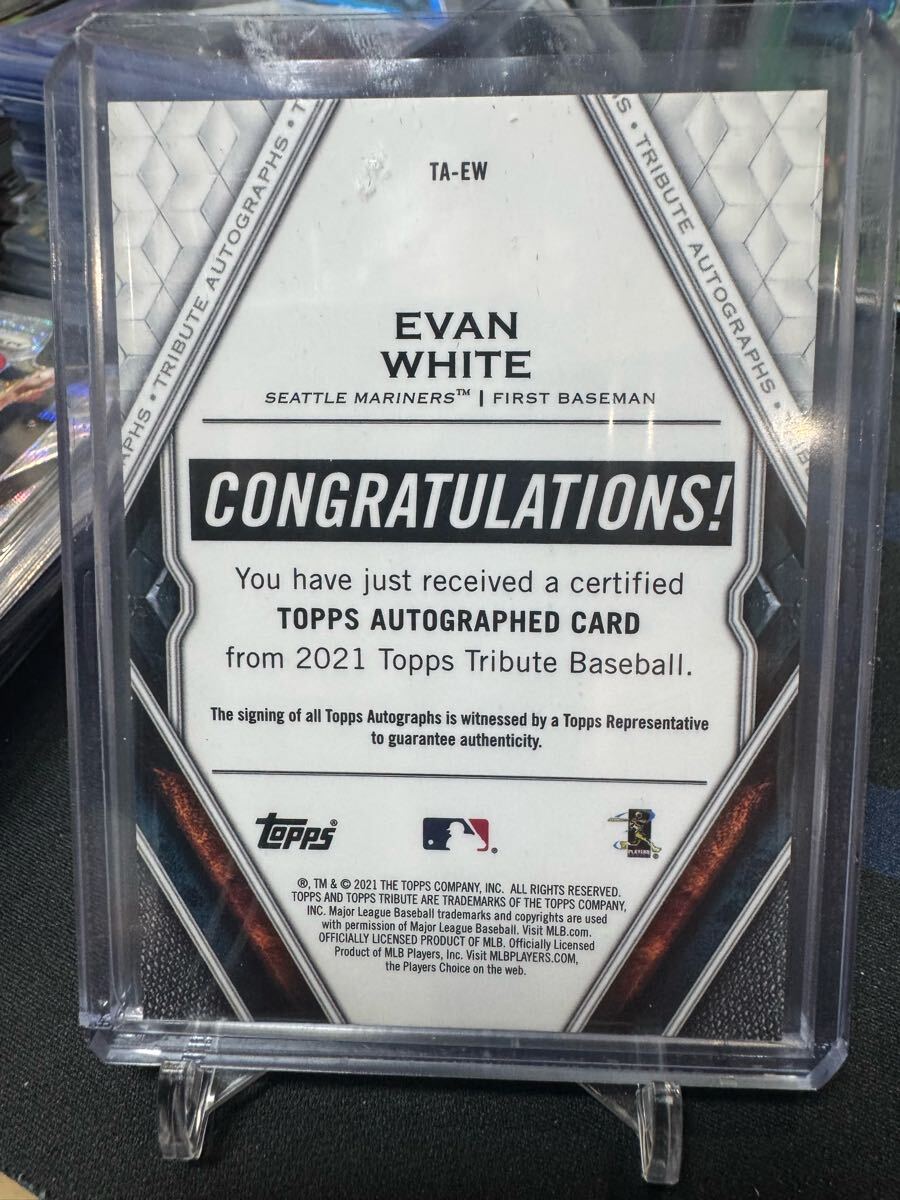 TA-EW
PHS • TRIBUTE AUTOGRAPHS • T
S • TRIBUTE AUTOGRAPHS •
EVAN
WHITE
SEATTLE MARINERS™ | FIRST BASEMAN
CONGRATULATIONS!
You have just received a certified
TOPPS AUTOGRAPHED CARD
from 2021 Topps Tribute Baseball.
The signing of all Topps Autographs is witnessed by a Topps Representative
to guarantee authenticity.
topps®
PLAYERS
®, TM & © 2021 THE TOPPS COMPANY, INC. ALL RIGHTS RESERVED.
TOPPS AND TOPPS TRIBUTE ARE TRADEMARKS OF THE TOPPS COMPANY,
INC. Major League Baseball trademarks and copyrights are used
with permission of Major League Baseball. Visit MLB.com.
OFFICIALLY LICENSED PRODUCT OF MLB. Officially Licensed
Product of MLB Players, Inc. Visit MLBPLAYERS.COM,
the Players Choice on the web.